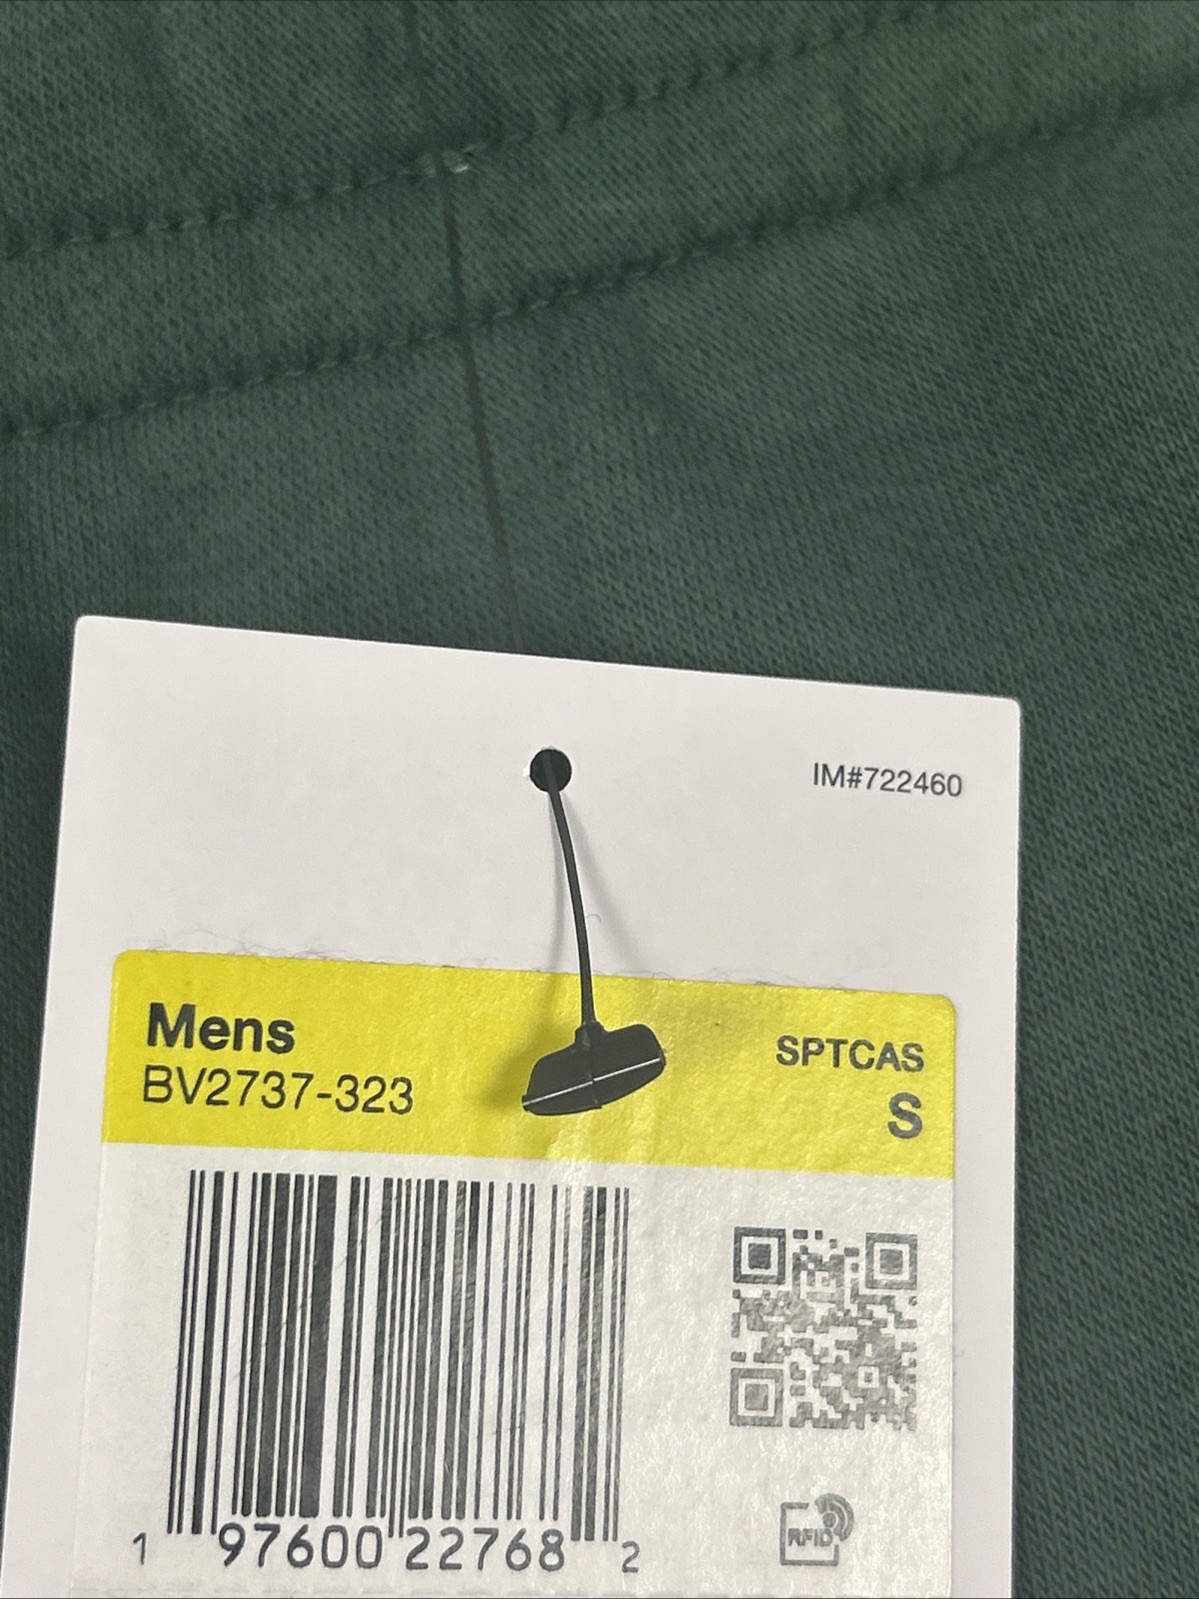 IM#722460
Mens
SPTCAS
BV2737-323
S
1 97600 22768 2
RFID